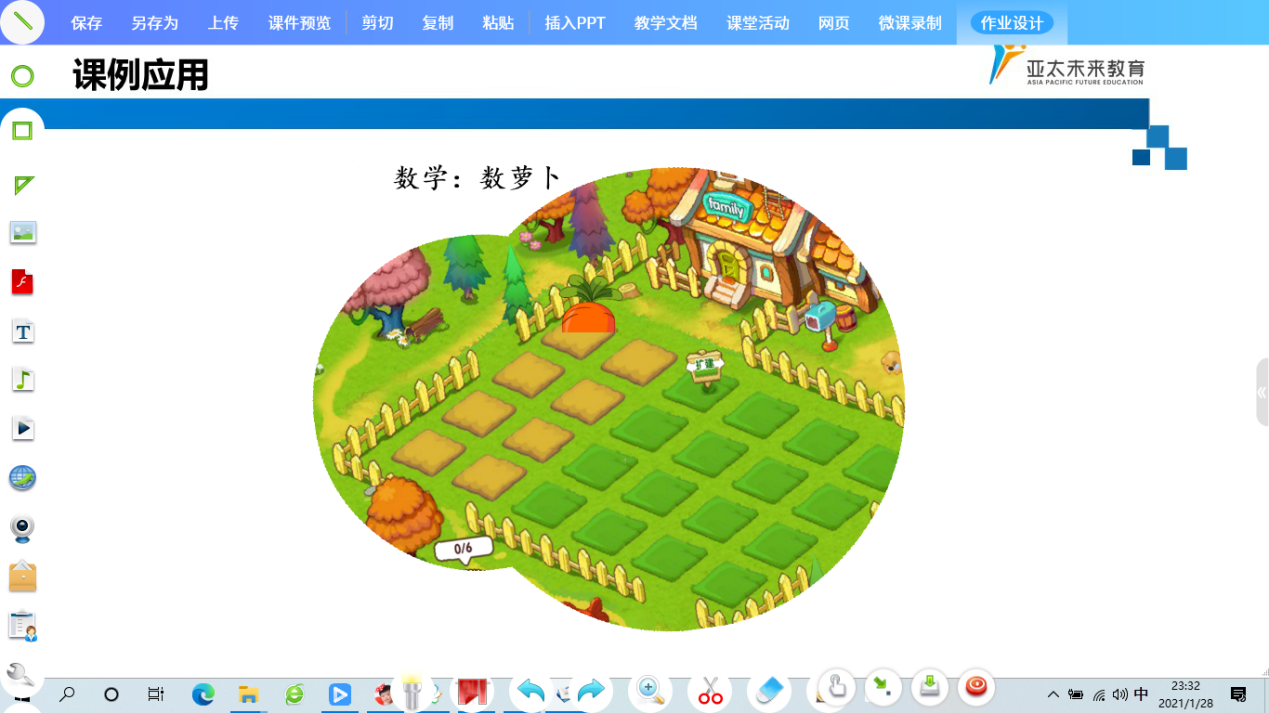 保存 另存为 上传 课件预览 剪切 复制 粘贴 插入PPT 教学文档 课堂活动 网页 微课录制 作业设计
课例应用
亚太未来教育
ASIA PACIFIC FUTURE EDUCATION
数学：数萝卜
family
扩建
T
0/6
中
23:32
2021/1/28